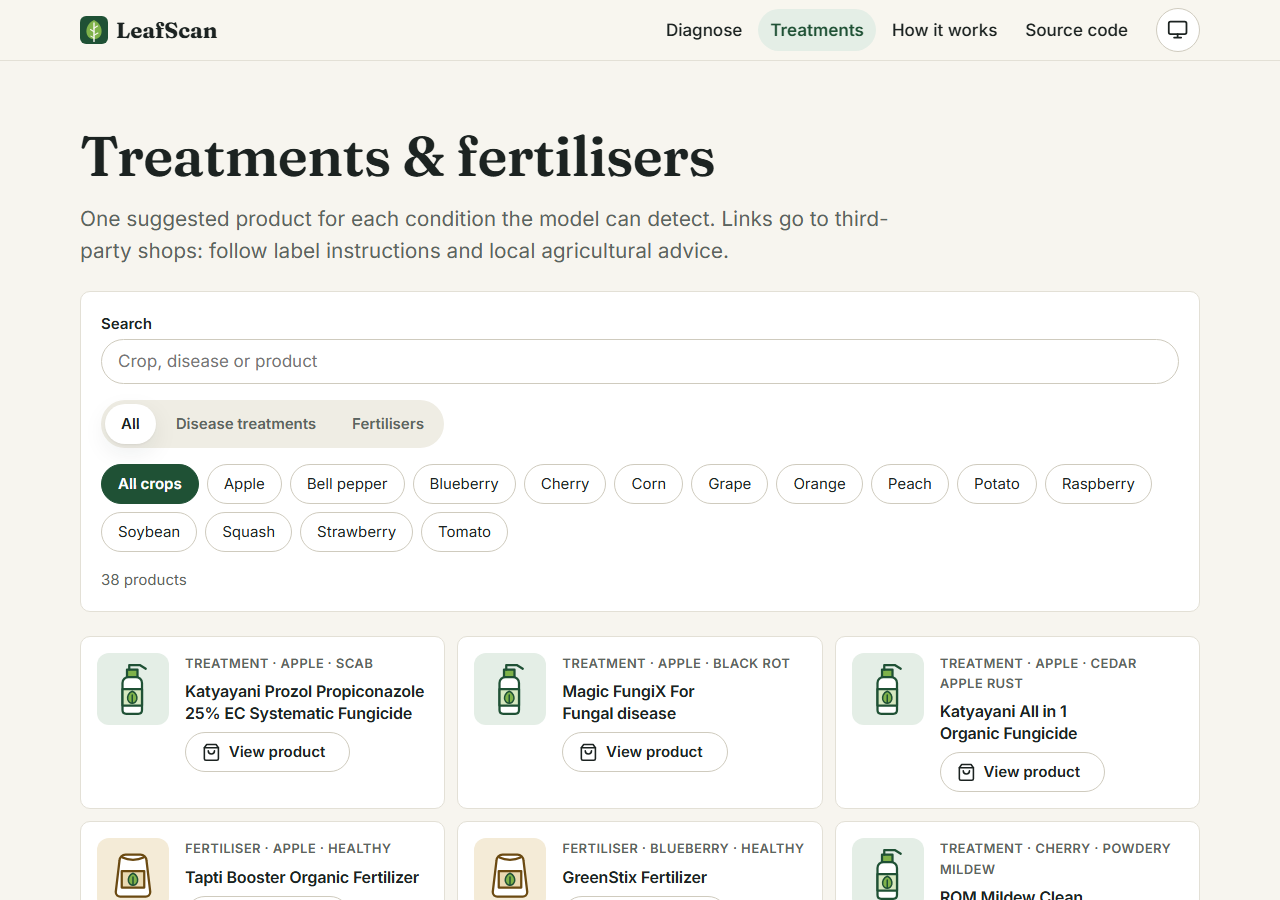 LeafScan
Diagnose
Treatments
How it works
Source code
Treatments & fertilisers
One suggested product for each condition the model can detect. Links go to third-
party shops: follow label instructions and local agricultural advice.
Search
Crop, disease or product
All
Disease treatments
Fertilisers
All crops
Apple
Bell pepper
Blueberry
Cherry
Corn
Grape
Orange
Peach
Potato
Raspberry
Soybean
Squash
Strawberry
Tomato
38 products
TREATMENT · APPLE · SCAB
Katyayani Prozol Propiconazole
25% EC Systematic Fungicide
View product
TREATMENT · APPLE · BLACK ROT
Magic FungiX For
Fungal disease
View product
TREATMENT · APPLE · CEDAR
APPLE RUST
Katyayani All in 1
Organic Fungicide
View product
FERTILISER · APPLE · HEALTHY
Tapti Booster Organic Fertilizer
FERTILISER · BLUEBERRY · HEALTHY
GreenStix Fertilizer
TREATMENT · CHERRY · POWDERY
MILDEW
ROM Mildew Clean